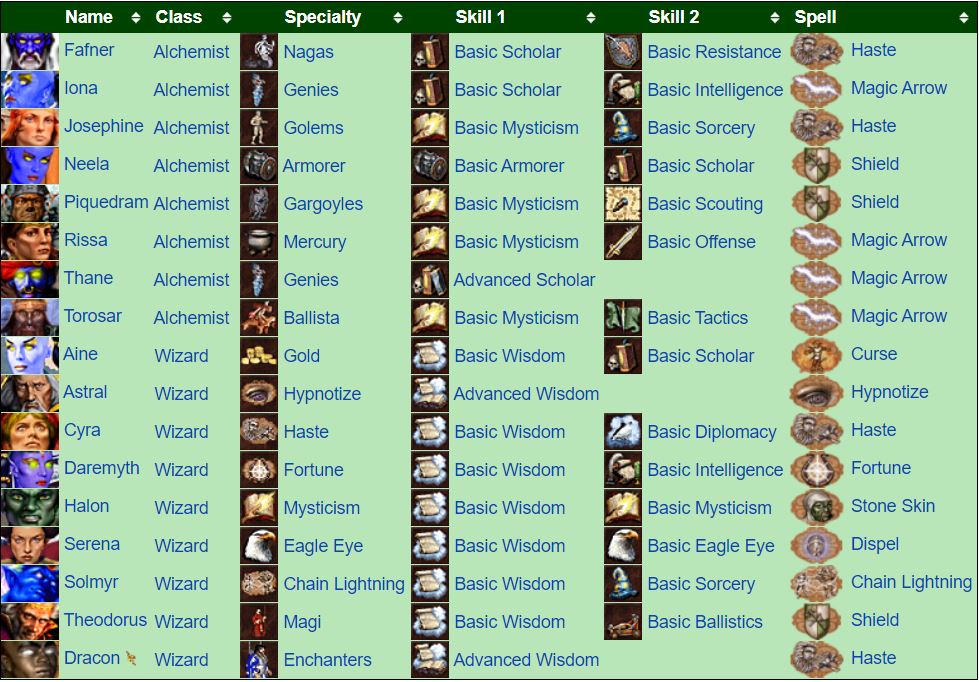 Name Class Specialty Skill 1 Skill 2 Spell
Fafner Alchemist Nagas Basic Scholar Basic Resistance Haste
Iona Alchemist Genies Basic Scholar Basic Intelligence Magic Arrow
Josephine Alchemist Golems Basic Mysticism Basic Sorcery Haste
Neela Alchemist Armorer Basic Armorer Basic Scholar Shield
Piquedram Alchemist Gargoyles Basic Mysticism Basic Scouting Shield
Rissa Alchemist Mercury Basic Mysticism Basic Offense Magic Arrow
Thane Alchemist Genies Advanced Scholar Magic Arrow
Torosar Alchemist Ballista Basic Mysticism Basic Tactics Magic Arrow
Aine Wizard Gold Basic Wisdom Basic Scholar Curse
Astral Wizard Hypnotize Advanced Wisdom Hypnotize
Cyra Wizard Haste Basic Wisdom Basic Diplomacy Haste
Daremyth Wizard Fortune Basic Wisdom Basic Intelligence Fortune
Halon Wizard Mysticism Basic Wisdom Basic Mysticism Stone Skin
Serena Wizard Eagle Eye Basic Wisdom Basic Eagle Eye Dispel
Solmyr Wizard Chain Lightning Basic Wisdom Basic Sorcery Chain Lightning
Theodorus Wizard Magi Basic Wisdom Basic Ballistics Shield
Dracon Wizard Enchanters Advanced Wisdom Haste